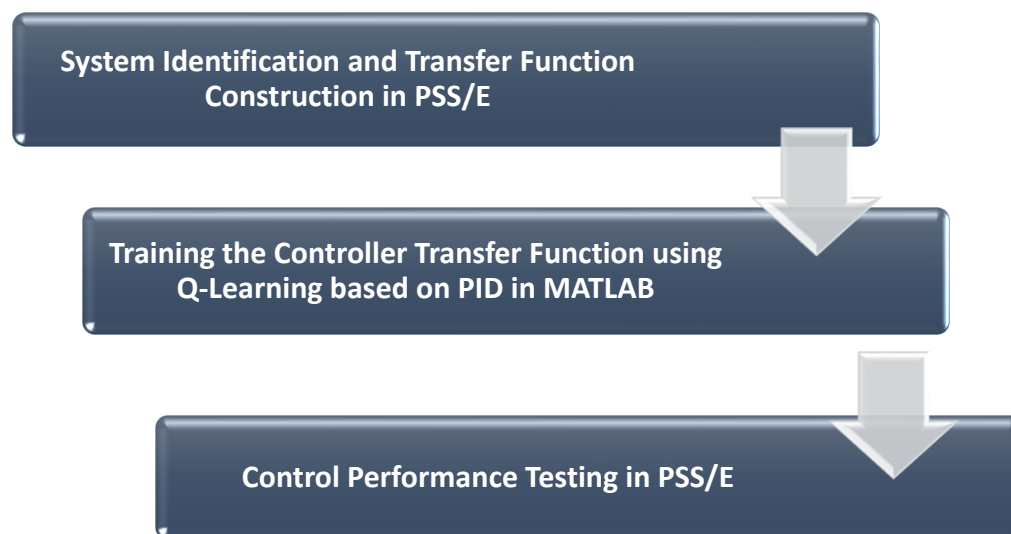 System Identification and Transfer Function
Construction in PSS/E
Training the Controller Transfer Function using
Q-Learning based on PID in MATLAB
Control Performance Testing in PSS/E